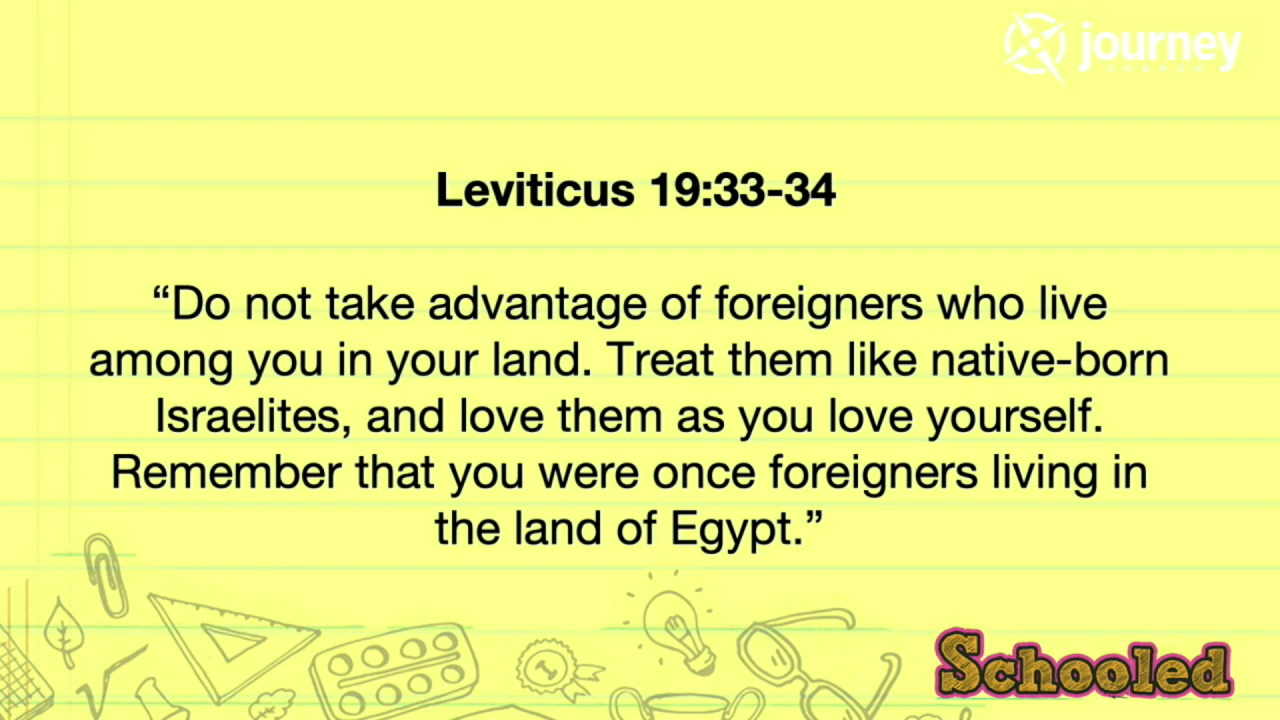 journey
Leviticus 19:33-34
“Do not take advantage of foreigners who live
among you in your land. Treat them like native-born
Israelites, and love them as you love yourself.
Remember that you were once foreigners living in
the land of Egypt.”
1
Schooled